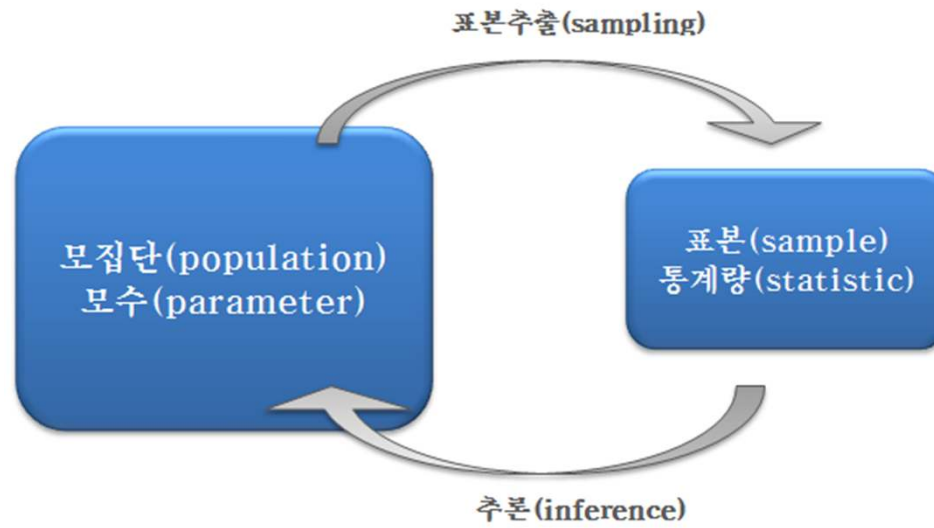 표본추출(sampling)
모집단(population)
모수(parameter)
표본(sample)
통계량(statistic)
추론(inference)